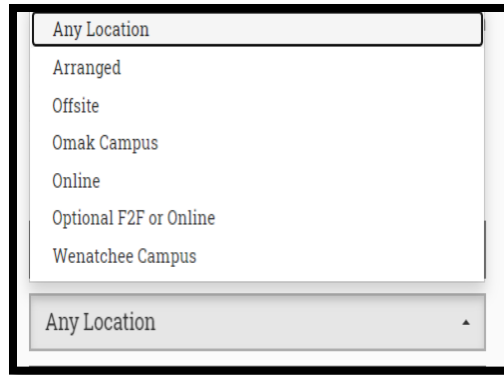 Any Location
Arranged
Offsite
Omak Campus
Online
Optional F2F or Online
Wenatchee Campus
Any Location